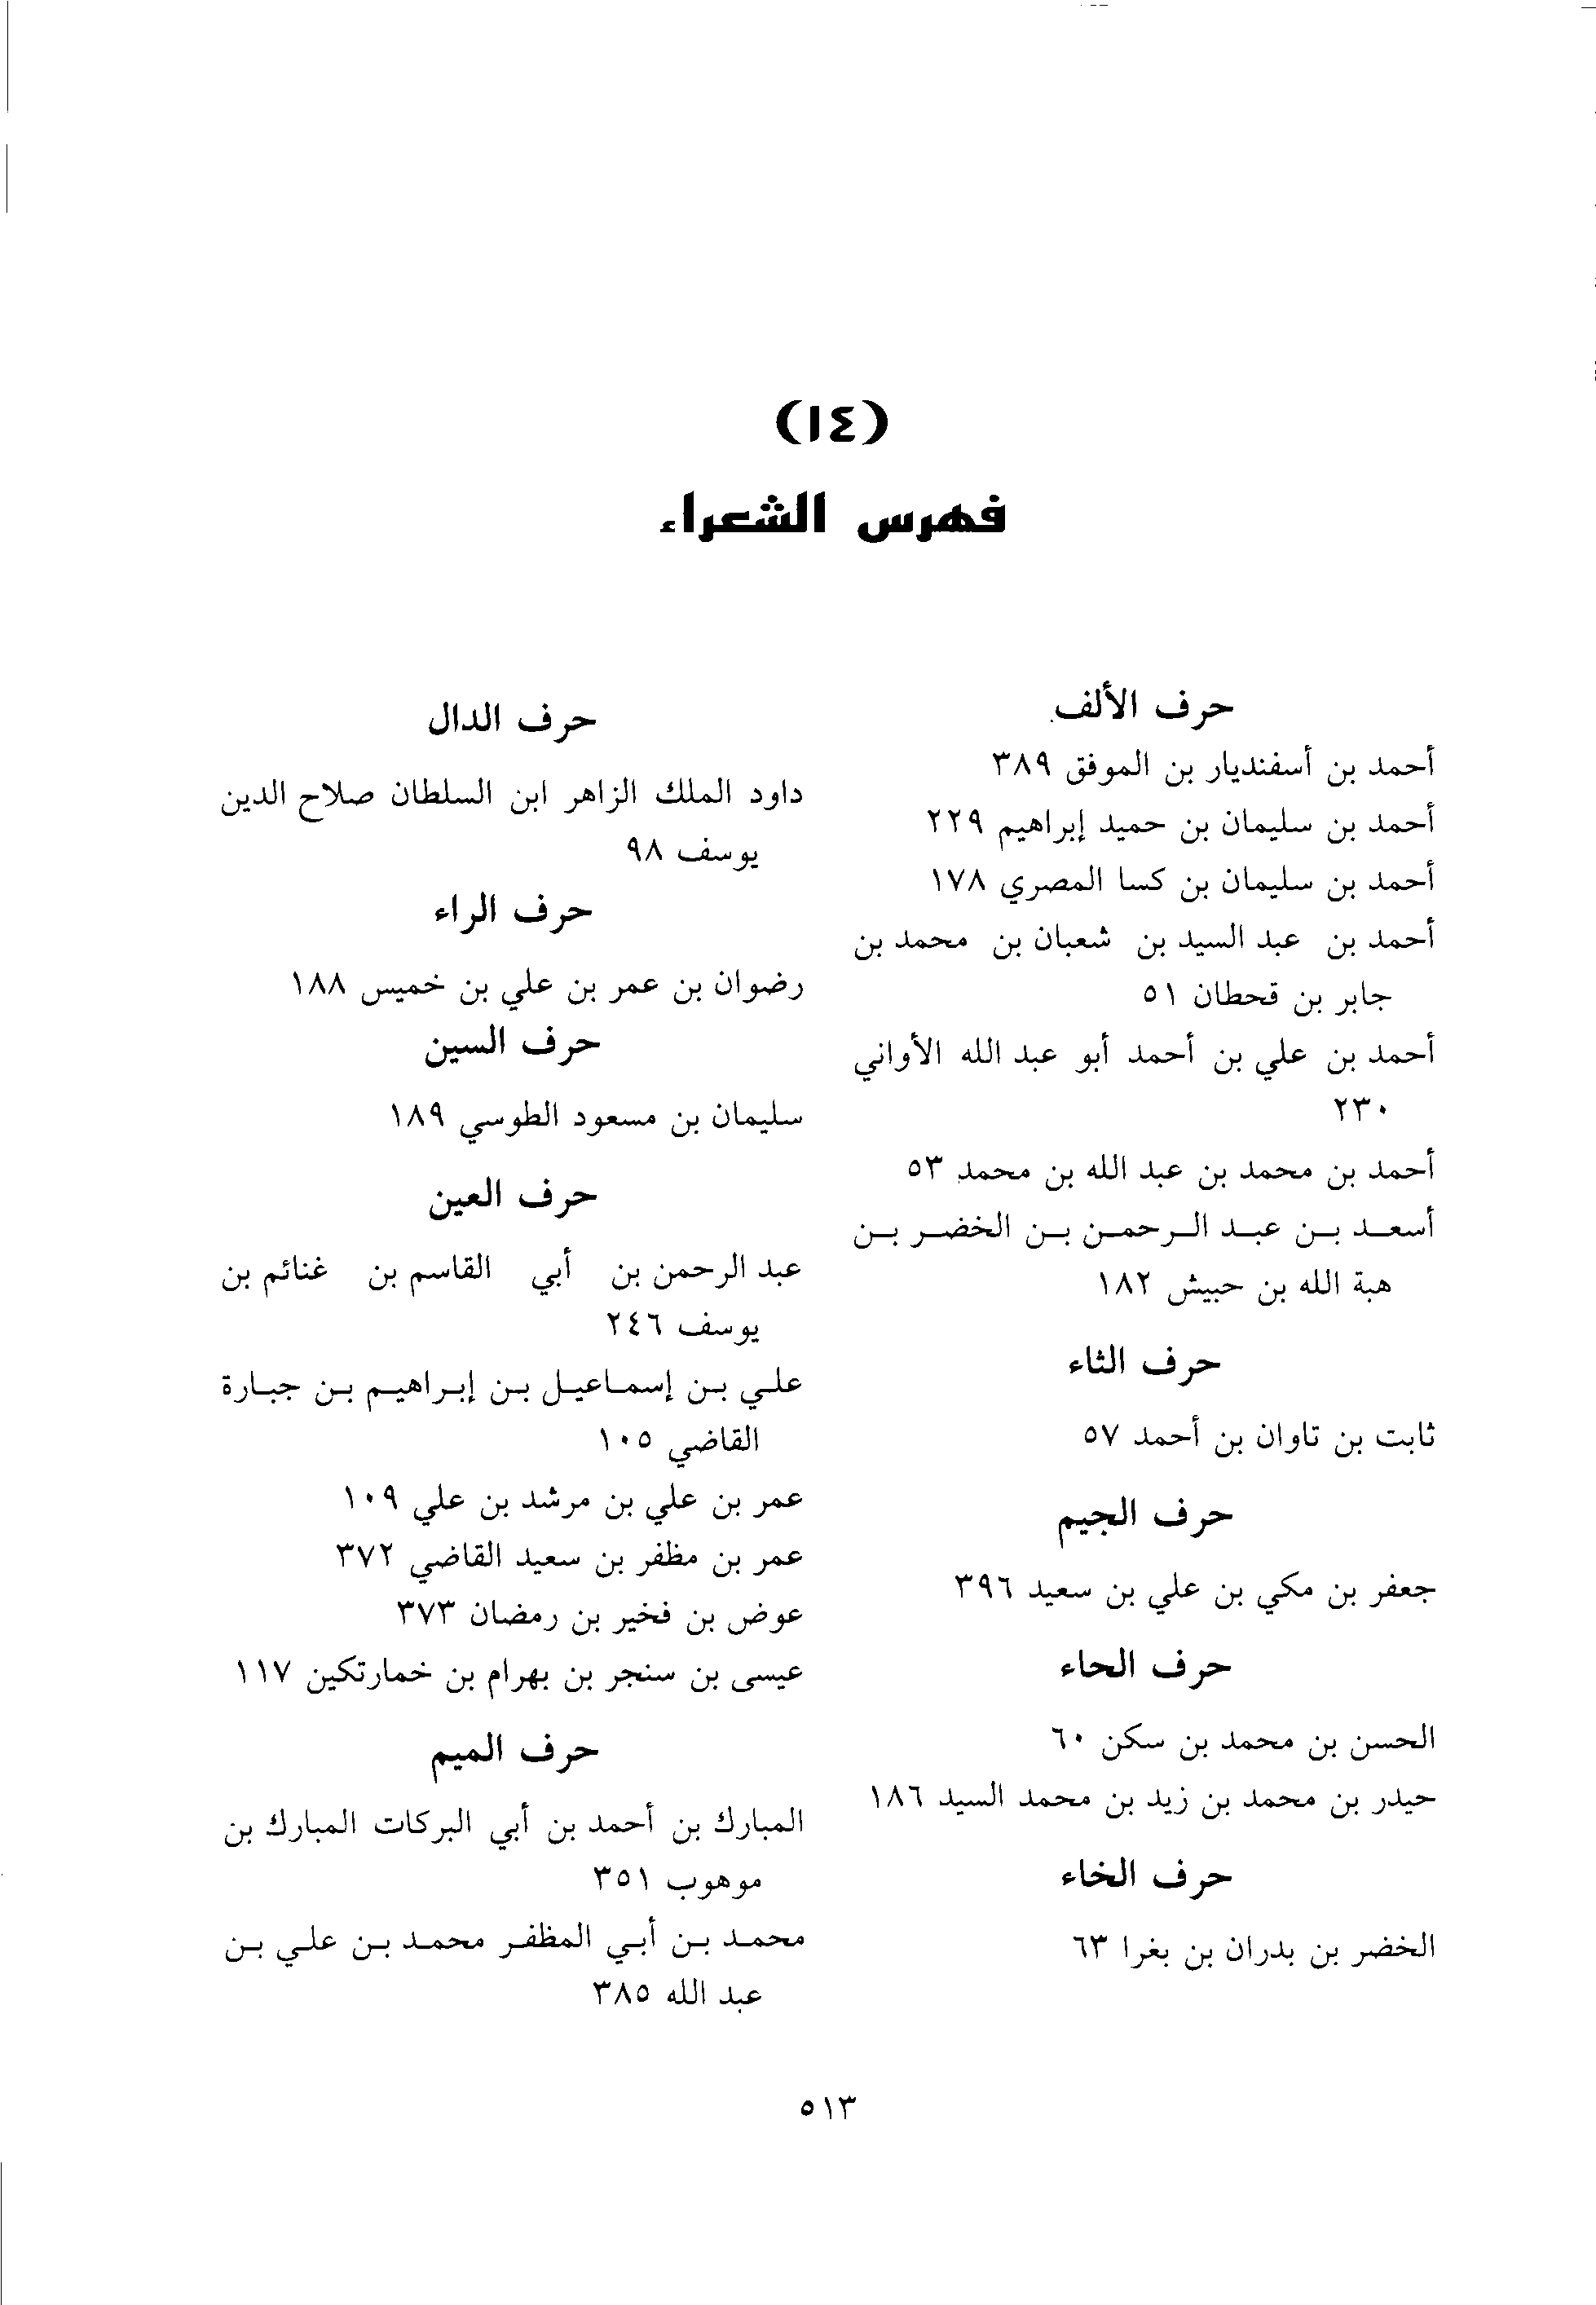 (١٤)
فهرس الشعراء
حرف الألف
أحمد بن أسفنديار بن الموفق ٣٨٩
أحمد بن سليمان بن حميد إبراهيم ٢٢٩
أحمد بن سليمان بن كسا المصري ١٧٨
أحمد بن عبد السيد بن شعبان بن محمد بن
جابر بن قحطان ٥١
أحمد بن علي بن أحمد أبو عبد الله الأواني
٢٣٠
أحمد بن محمد بن عبد الله بن محمد ٥٣
أسعد بن عبد الرحمن بن الخضر بن
هبة الله بن حبيش ١٨٢
حرف الثاء
ثابت بن تاوان بن أحمد ٥٧
حرف الجيم
جعفر بن مكي بن علي بن سعيد ٣٩٦
حرف الحاء
الحسن بن محمد بن سكن ٦٠
حيدر بن محمد بن زيد بن محمد السيد ١٨٦
حرف الخاء
الخضر بن بدران بن بغرا ٦٣
حرف الدال
داود الملك الزاهر ابن السلطان صلاح الدين
يوسف ٩٨
حرف الراء
رضوان بن عمر بن علي بن خميس ١٨٨
حرف السين
سليمان بن مسعود الطوسي ١٨٩
حرف العين
عبد الرحمن بن أبي القاسم بن غنائم بن
يوسف ٢٤٦
علي بن إسماعيل بن إبراهيم بن جبارة
القاضي ١٠٥
عمر بن علي بن مرشد بن علي ١٠٩
عمر بن مظفر بن سعيد القاضي ٣٧٢
عوض بن فخير بن رمضان ٣٧٣
عيسى بن سنجر بن بهرام بن خمارتكين ١١٧
حرف الميم
المبارك بن أحمد بن أبي البركات المبارك بن
موهوب ٣٥١
محمد بن أبي المظفر محمد بن علي بن
عبد الله ٣٨٥
٥١٣